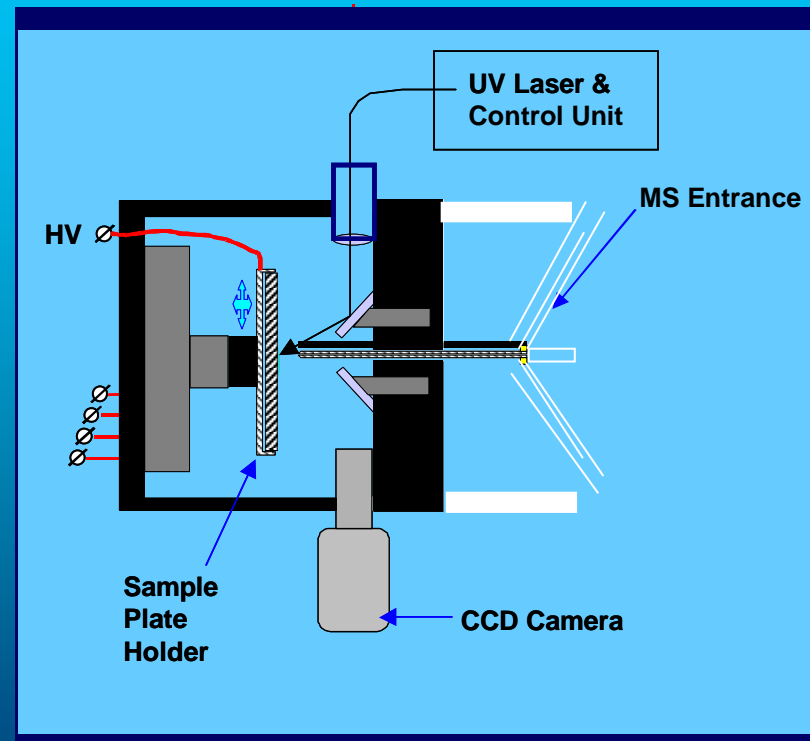 UV Laser &
Control Unit
MS Entrance
HV
Sample
Plate
Holder
CCD Camera